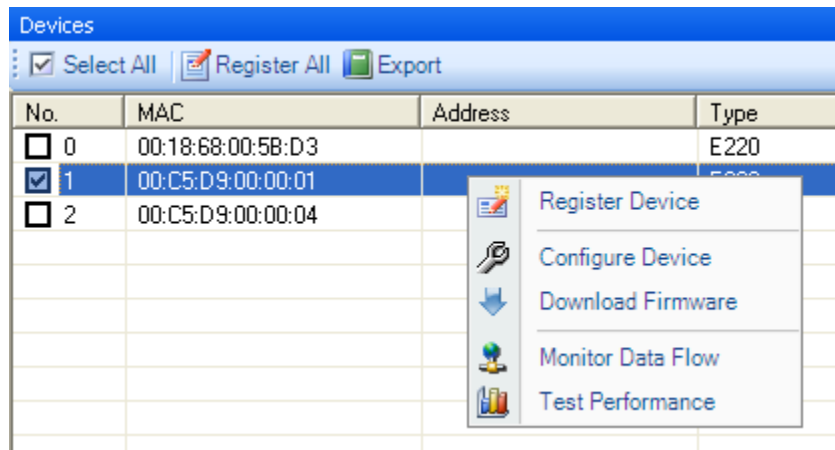 Devices
Select All Register All Export
No. MAC Address Type
0 00:18:68:00:5B:D3 E220
1 00:C5:D9:00:00:01
Register Device
2 00:C5:D9:00:00:04
Configure Device
Download Firmware
Monitor Data Flow
Test Performance